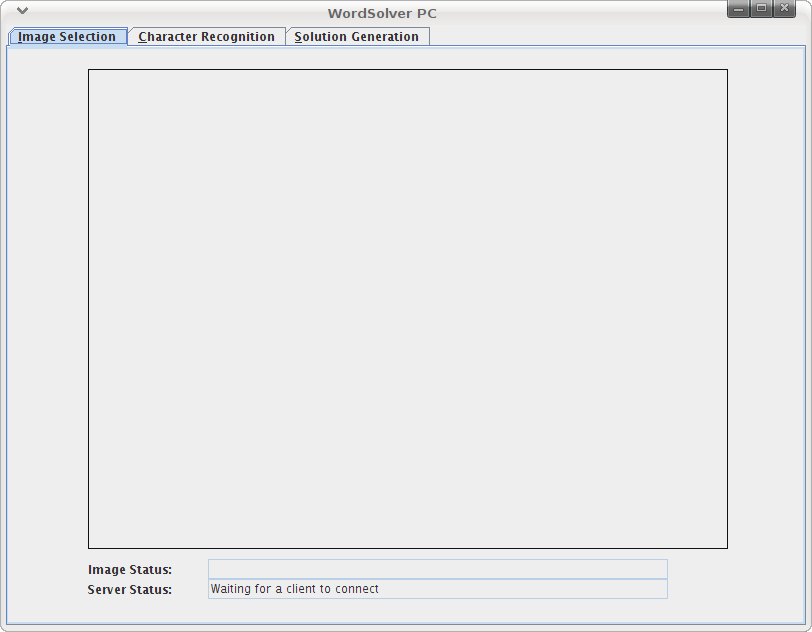 WordSolver PC
Image Selection Character Recognition Solution Generation
Image Status:
Server Status: Waiting for a client to connect